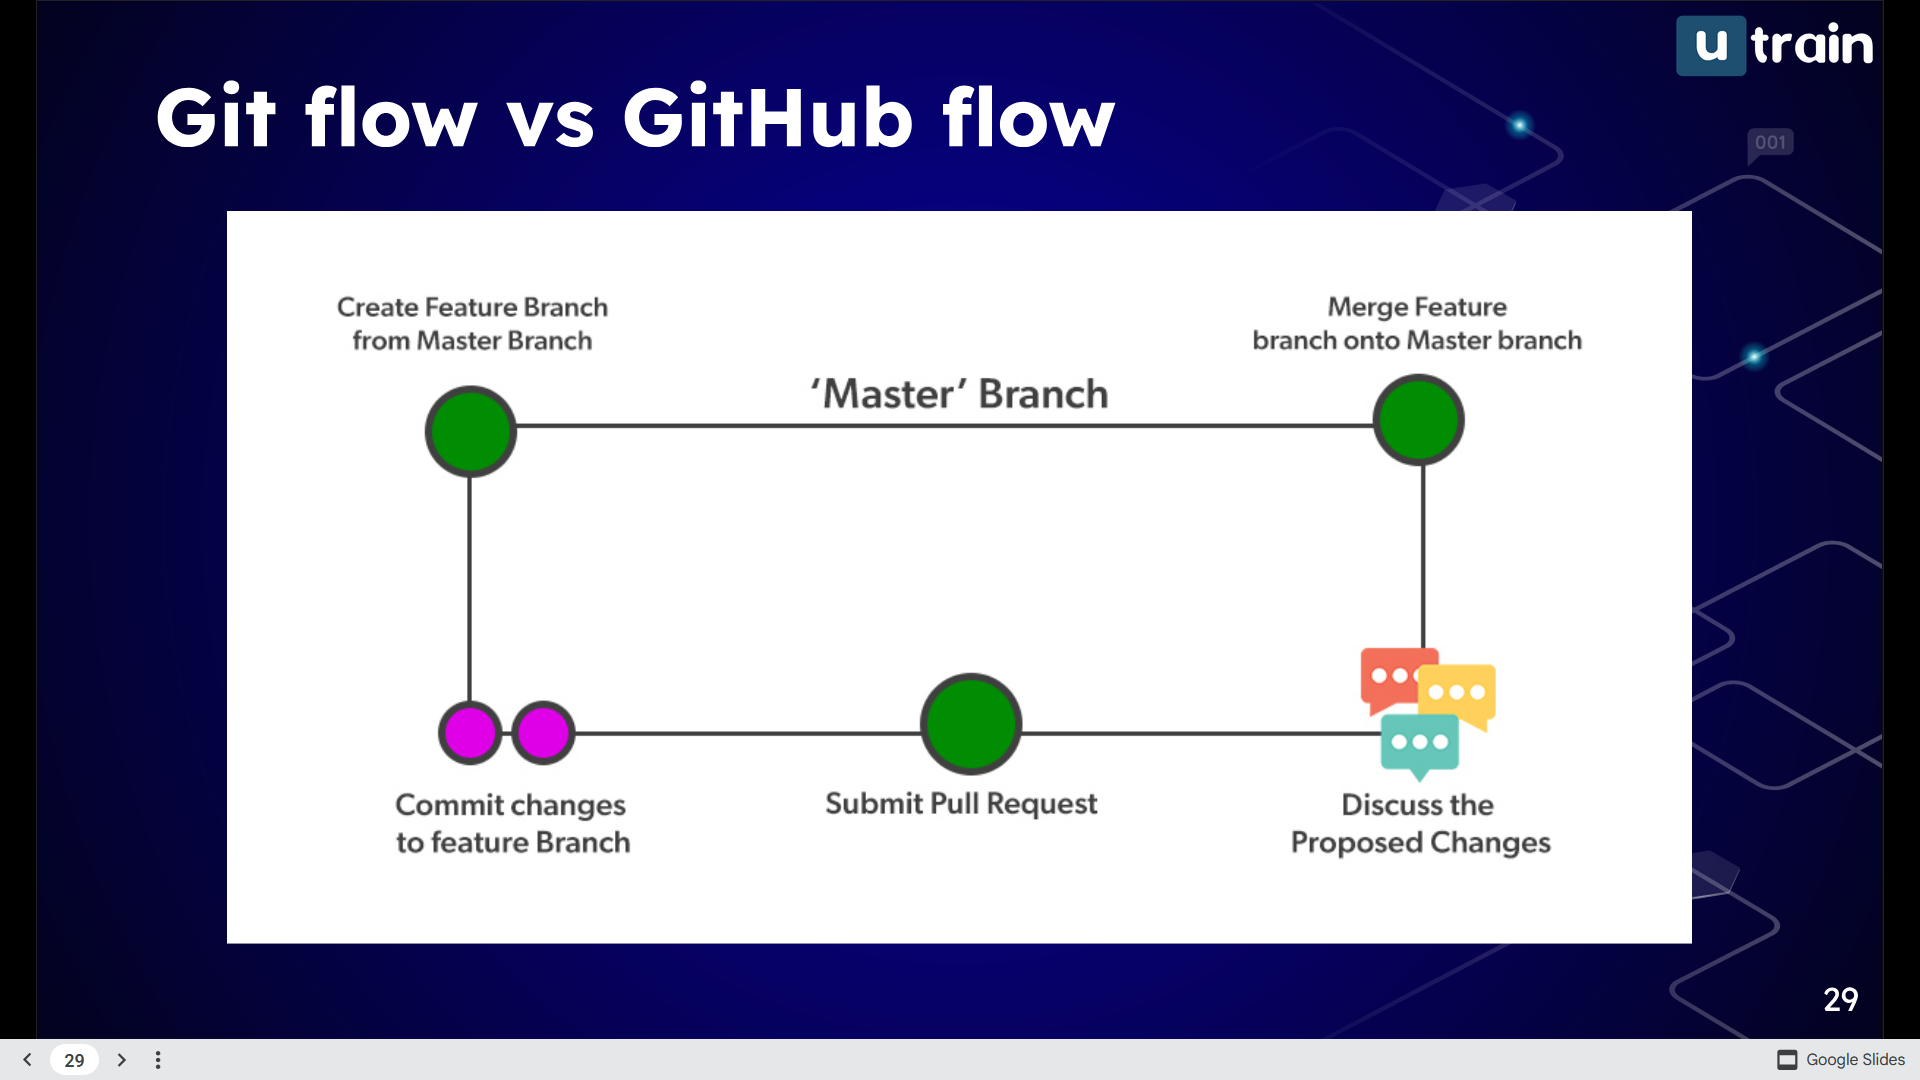 u train
Git flow vs GitHub flow
001
Create Feature Branch
from Master Branch
Merge Feature
branch onto Master branch
‘Master’ Branch
Commit changes
to feature Branch
Submit Pull Request
Discuss the
Proposed Changes
29
29
Google Slides